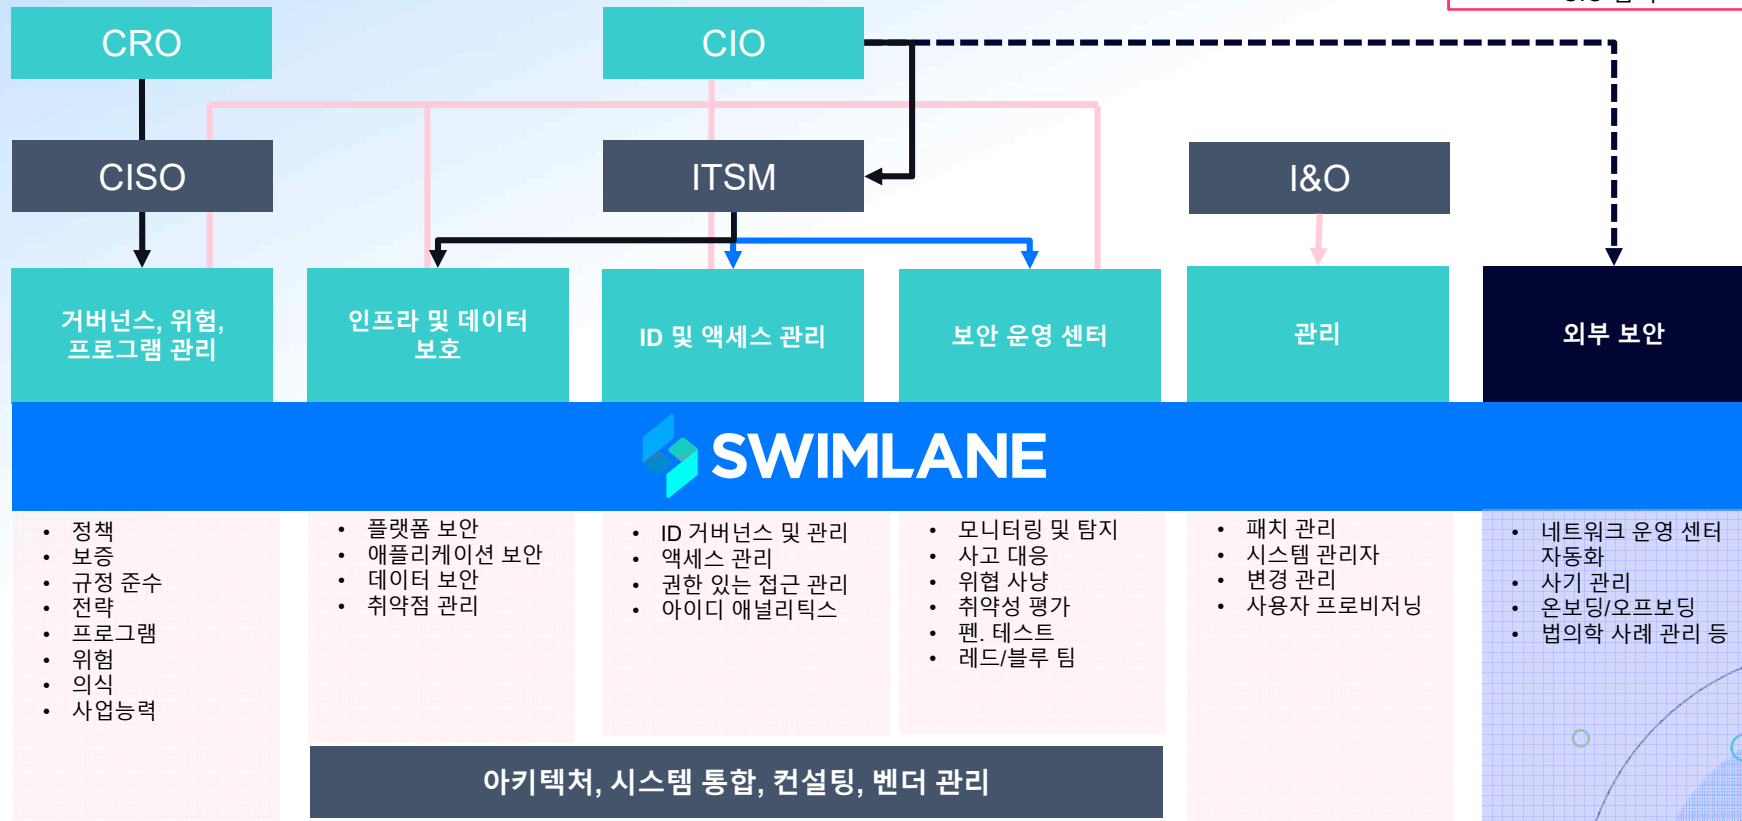 CRO
CIO
CISO
ITSM
I&O
거버넌스, 위험,
프로그램 관리
인프라 및 데이터
보호
ID 및 액세스 관리
보안 운영 센터
관리
외부 보안
SWIMLANE
• 정책
• 보증
• 규정 준수
• 전략
• 프로그램
• 위험
• 의식
• 사업능력
• 플랫폼 보안
• 애플리케이션 보안
• 데이터 보안
• 취약점 관리
• ID 거버넌스 및 관리
• 액세스 관리
• 권한 있는 접근 관리
• 아이디 애널리틱스
• 모니터링 및 탐지
• 사고 대응
• 위협 사냥
• 취약성 평가
• 펜. 테스트
• 레드/블루 팀
• 패치 관리
• 시스템 관리자
• 변경 관리
• 사용자 프로비저닝
• 네트워크 운영 센터
자동화
• 사기 관리
• 온보딩/오프보딩
• 법의학 사례 관리 등
아키텍처, 시스템 통합, 컨설팅, 벤더 관리